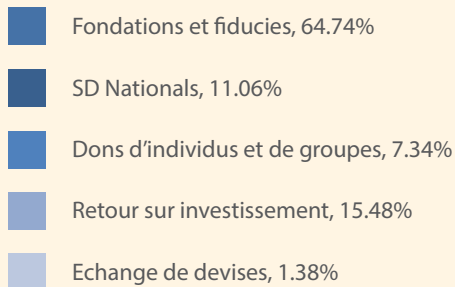 Fondations et fiducies, 64.74%
SD Nationals, 11.06%
Dons d’individus et de groupes, 7.34%
Retour sur investissement, 15.48%
Echange de devises, 1.38%